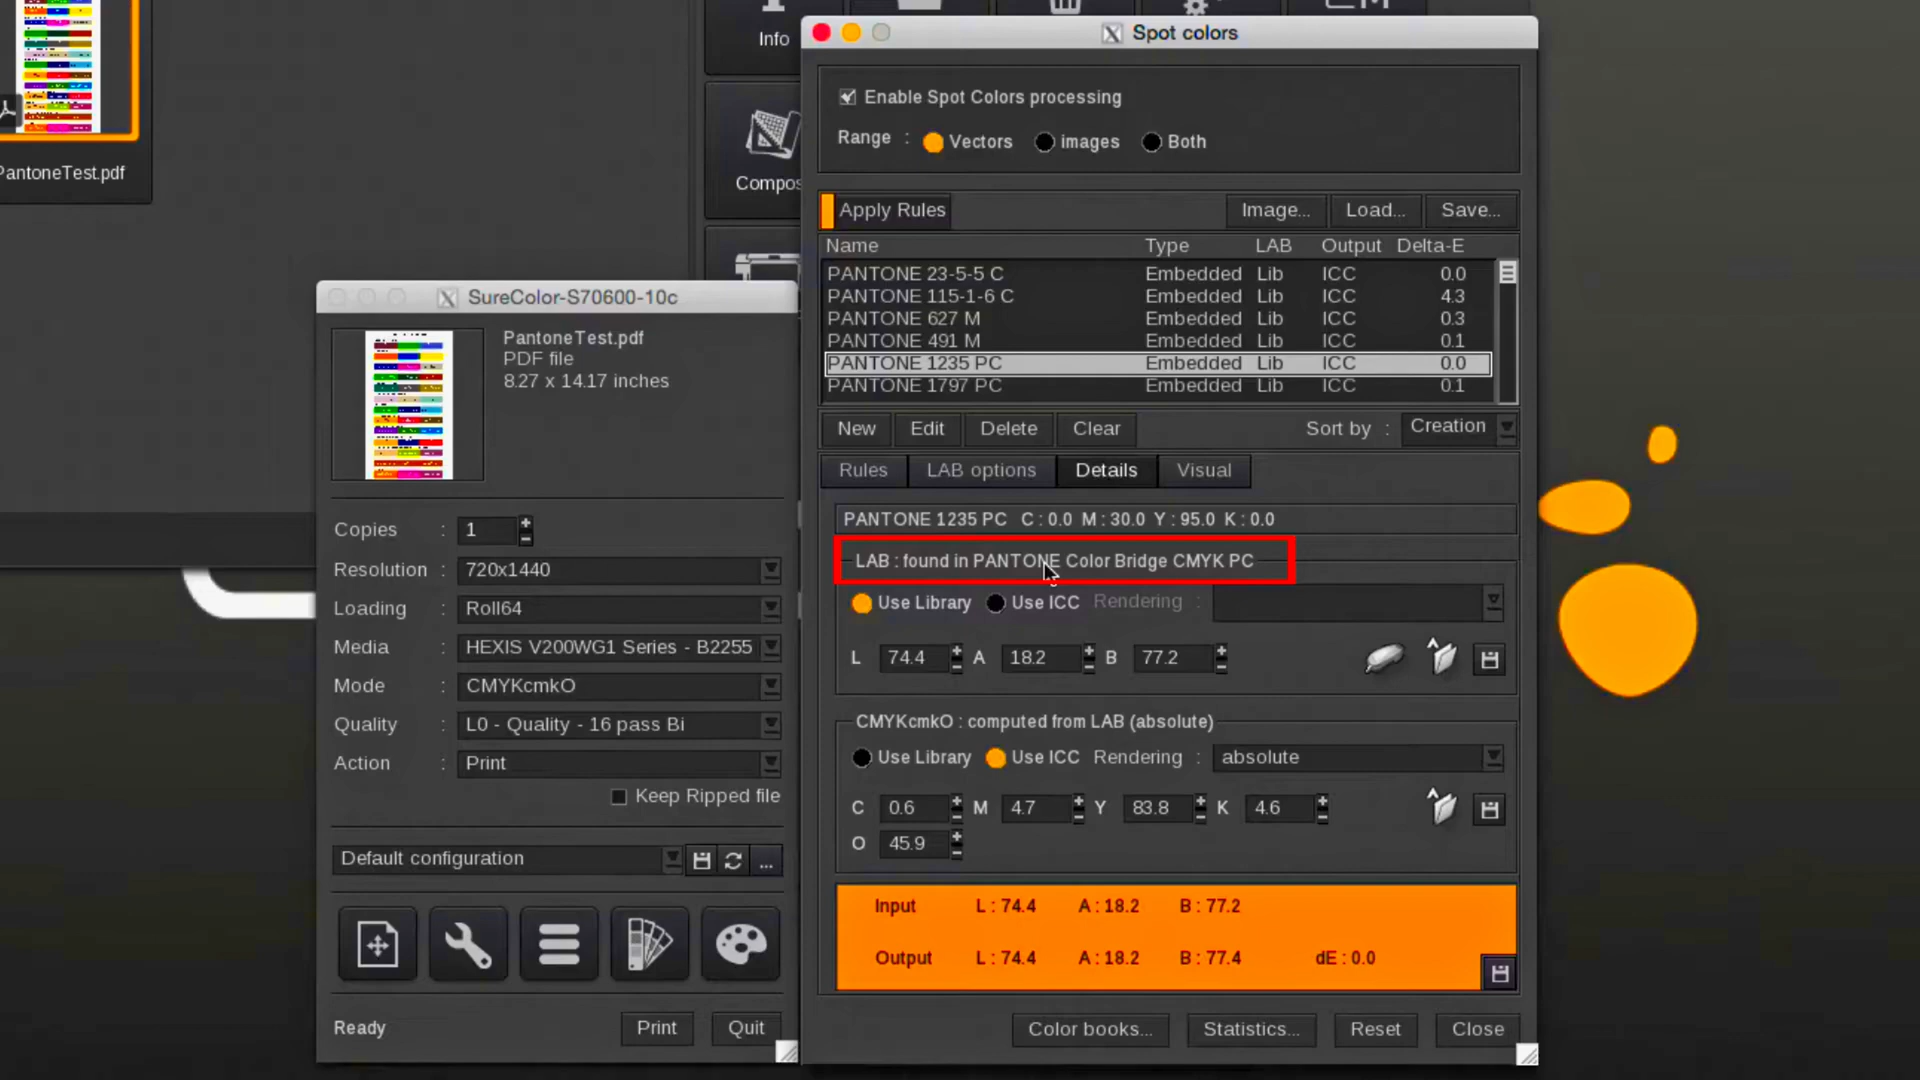 Info
Compos
PantoneTest.pdf
Spot colors
Enable Spot Colors processing
Range : Vectors images Both
Apply Rules Image... Load... Save...
Name Type LAB Output Delta-E
PANTONE 23-5-5 C Embedded Lib ICC 0.0
PANTONE 115-1-6 C Embedded Lib ICC 4.3
PANTONE 627 M Embedded Lib ICC 0.3
PANTONE 491 M Embedded Lib ICC 0.1
PANTONE 1235 PC Embedded Lib ICC 0.0
PANTONE 1797 PC Embedded Lib ICC 0.1
New Edit Delete Clear Sort by : Creation
Rules LAB options Details Visual
PANTONE 1235 PC C : 0.0 M : 30.0 Y : 95.0 K : 0.0
LAB : found in PANTONE Color Bridge CMYK PC
Use Library Use ICC Rendering :
L 74.4 A 18.2 B 77.2
CMYKcmkO : computed from LAB (absolute)
Use Library Use ICC Rendering : absolute
C 0.6 M 4.7 Y 83.8 K 4.6
O 45.9
Input L : 74.4 A : 18.2 B : 77.2
Output L : 74.4 A : 18.2 B : 77.4 dE : 0.0
Color books... Statistics... Reset Close
SureColor-S70600-10c
PantoneTest.pdf
PDF file
8.27 x 14.17 inches
Copies : 1
Resolution : 720x1440
Loading : Roll64
Media : HEXIS V200WG1 Series - B2255
Mode : CMYKcmkO
Quality : L0 - Quality - 16 pass Bi
Action : Print
Keep Ripped file
Default configuration ...
Ready Print Quit